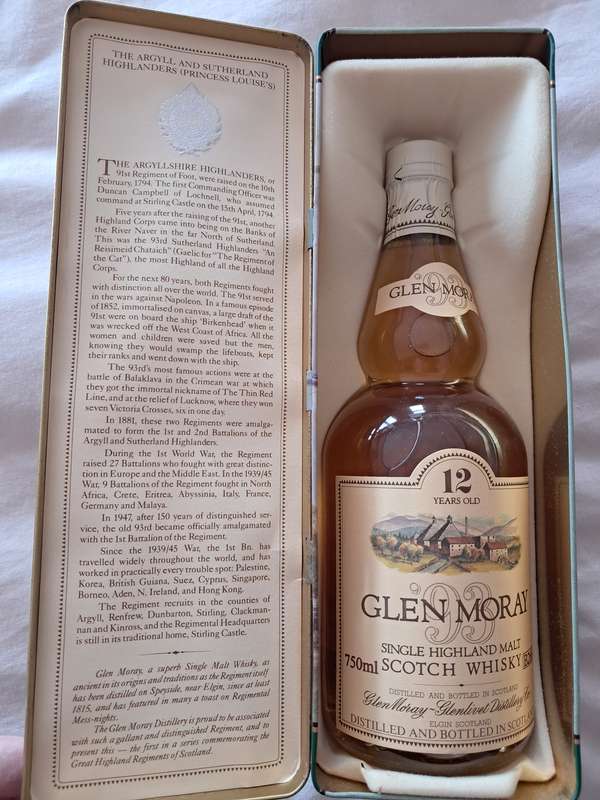 THE ARGYLL AND SUTHERLAND
HIGHLANDERS (PRINCESS LOUISE'S)
THE ARGYLLSHIRE HIGHLANDERS, or
91st Regiment of Foot, were raised on the 10th
February, 1794. The first Commanding Officer was
Duncan Campbell of Lochnell, who assumed
command at Stirling Castle on the 15th April, 1794.
Five years after the raising of the 91st, another
Highland Corps came into being on the Banks of
the River Naver in the far North of Sutherland.
This was the 93rd Sutherland Highlanders "An
Reisimeid Chataich" (Gaelic for "The Regiment of
the Cat"), the most Highland of all the Highland
Corps.
For the next 80 years, both Regiments fought
with distinction all over the world. The 91st served
in the wars against Napoleon. In a famous episode
of 1852, immortalised on canvas, a large draft of the
91st were on board the ship 'Birkenhead' when it
was wrecked off the West Coast of Africa. All the
women and children were saved but the men,
knowing they would swamp the lifeboats, kept
their ranks and went down with the ship.
The 93rd's most famous actions were at the
battle of Balaklava in the Crimean war at which
they got the immortal nickname of The Thin Red
Line, and at the relief of Lucknow, where they won
seven Victoria Crosses, six in one day.
In 1881, these two Regiments were amalga-
mated to form the 1st and 2nd Battalions of the
Argyll and Sutherland Highlanders.
During the 1st World War, the Regiment
raised 27 Battalions who fought with great distinc-
tion in Europe and the Middle East. In the 1939/45
War, 9 Battalions of the Regiment fought in North
Africa, Crete, Eritrea, Abyssinia, Italy, France,
Germany and Malaya.
In 1947, after 150 years of distinguished ser-
vice, the old 93rd became officially amalgamated
with the 1st Battalion of the Regiment.
Since the 1939/45 War, the 1st Bn. has
travelled widely throughout the world, and has
worked in practically every trouble spot: Palestine,
Korea, British Guiana, Suez, Cyprus, Singapore,
Borneo, Aden, N. Ireland, and Hong Kong.
The Regiment recruits in the counties of
Argyll, Renfrew, Dunbarton, Stirling, Clackman-
nan and Kinross, and the Regimental Headquarters
is still in its traditional home, Stirling Castle.
Glen Moray, a superb Single Malt Whisky, as
ancient in its origins and traditions as the Regiment itself
has been distilled on Speyside, near Elgin, since at least
1815, and has featured in many a toast on Regimental
Mess-nights.
The Glen Moray Distillery is proud to be associated
with such a gallant and distinguished Regiment, and to
present this — the first in a series commemorating the
Great Highland Regiments of Scotland.
Glen Moray
'93
GLEN MORAY
12
YEARS OLD
'93
GLEN MORAY
SINGLE HIGHLAND MALT
750ml SCOTCH WHISKY
DISTILLED AND BOTTLED IN SCOTLAND
Glen Moray-Glenlivet Distillery Co.
ELGIN SCOTLAND
DISTILLED AND BOTTLED IN SCOTLAND